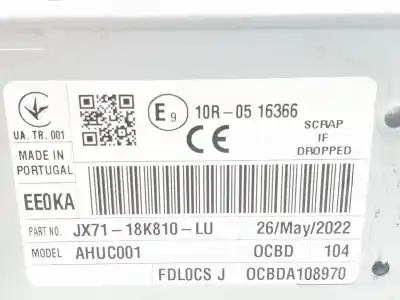 E9 10R-05 16366
UA. TR. 001
CE
SCRAP
IF
DROPPED
MADE IN
PORTUGAL
EE0KA
PART NO. JX71-18K810-LU 26/May/2022
MODEL AHUC001 OCBD 104
FDLOCS J OCBDA108970